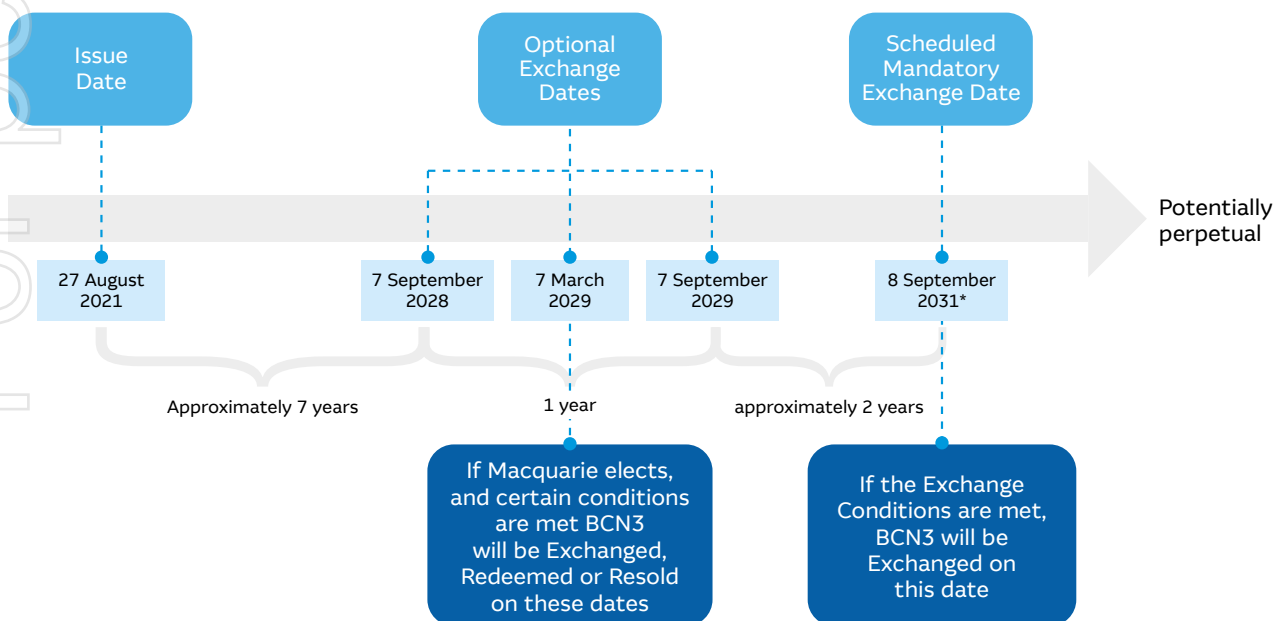 Issue
Date
Optional
Exchange
Dates
Scheduled
Mandatory
Exchange Date
Potentially
perpetual
27 August
2021
7 September
2028
7 March
2029
7 September
2029
8 September
2031*
Approximately 7 years
1 year
approximately 2 years
If Macquarie elects,
and certain conditions
are met BCN3
will be Exchanged,
Redeemed or Resold
on these dates
If the Exchange
Conditions are met,
BCN3 will be
Exchanged on
this date